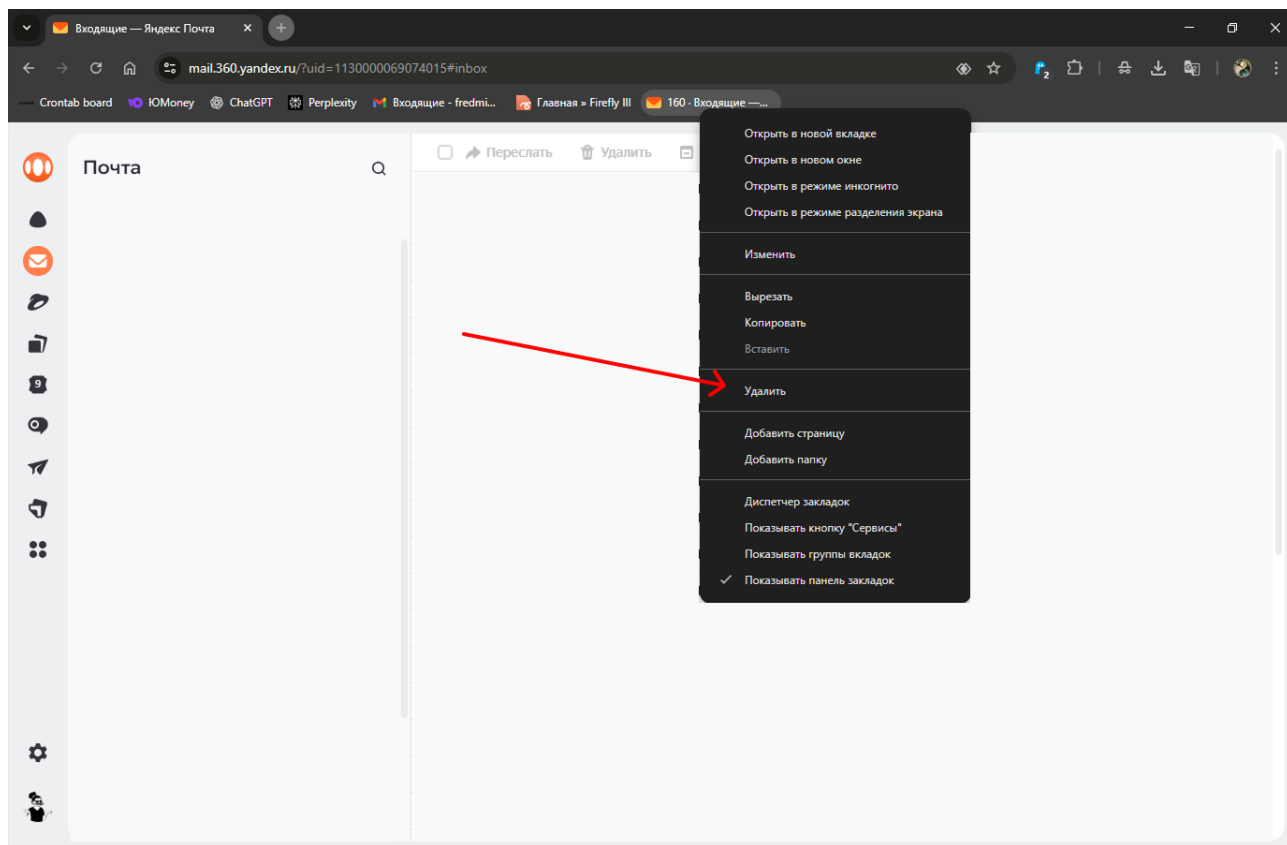 Входящие — Яндекс Почта
mail.360.yandex.ru/?uid=1130000069074015#inbox
2
Crontab board ЮMoney ChatGPT Perplexity Входящие - fredmi... Главная » Firefly III 160 · Входящие —...
Почта
Переслать Удалить
9
Открыть в новой вкладке
Открыть в новом окне
Открыть в режиме инкогнито
Открыть в режиме разделения экрана
Изменить
Вырезать
Копировать
Вставить
Удалить
Добавить страницу
Добавить папку
Диспетчер закладок
Показывать кнопку "Сервисы"
Показывать группы вкладок
Показывать панель закладок